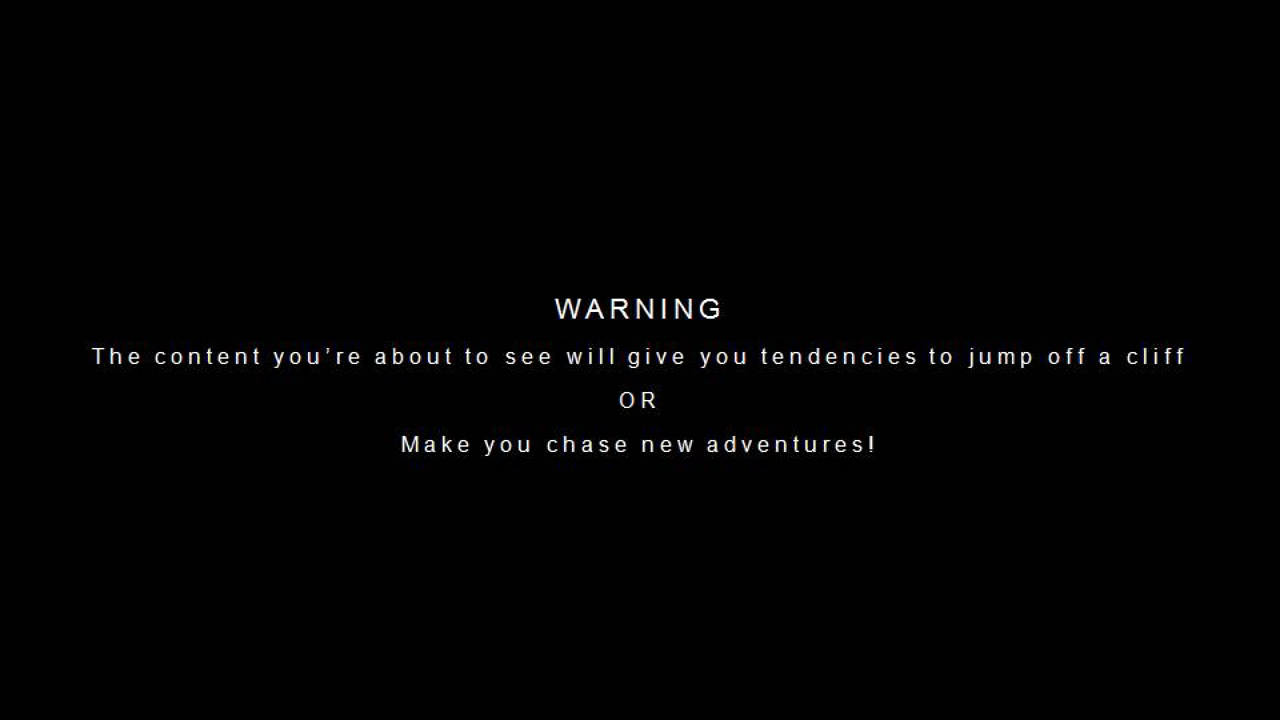 WARNING
The content you’re about to see will give you tendencies to jump off a cliff
OR
Make you chase new adventures!